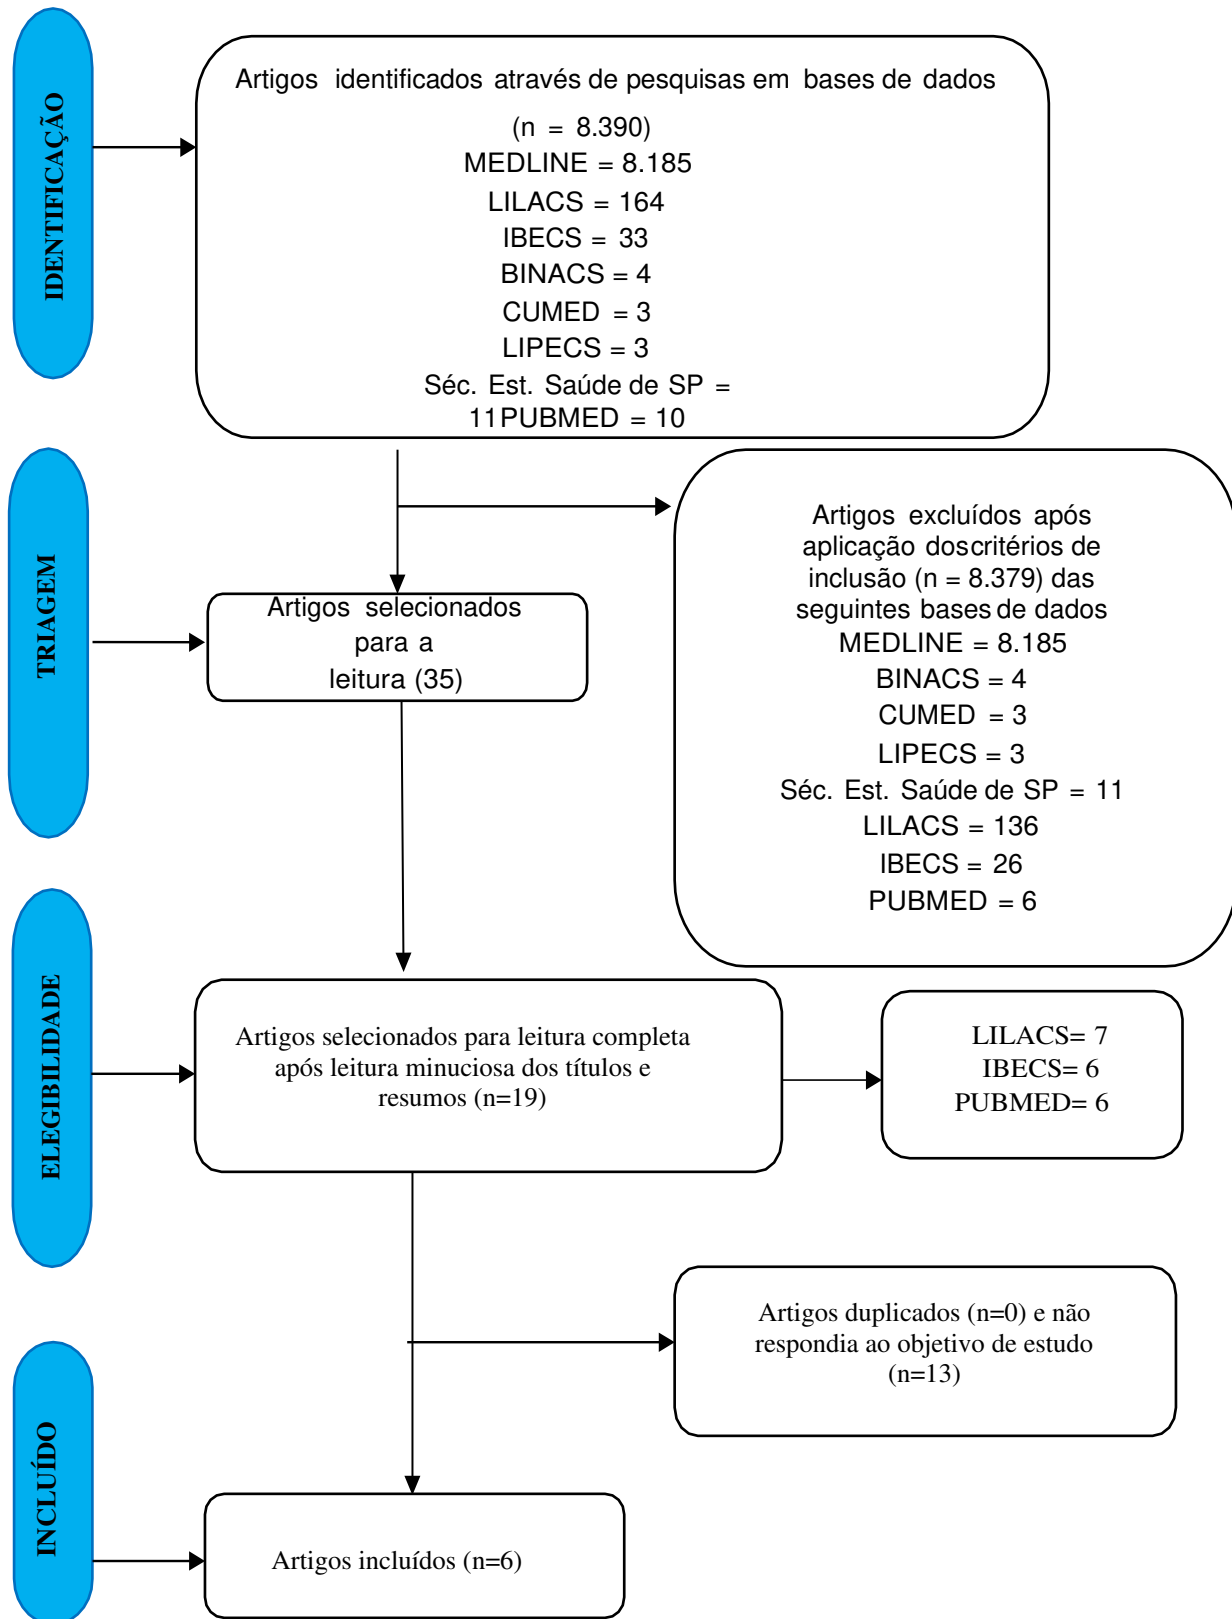 IDENTIFICAÇÃO
Artigos identificados através de pesquisas em bases de dados
(n = 8.390)
MEDLINE = 8.185
LILACS = 164
IBECS = 33
BINACS = 4
CUMED = 3
LIPECS = 3
Séc. Est. Saúde de SP =
11PUBMED = 10
TRIAGEM
Artigos selecionados
para a
leitura (35)
Artigos excluídos após
aplicação doscritérios de
inclusão (n = 8.379) das
seguintes bases de dados
MEDLINE = 8.185
BINACS = 4
CUMED = 3
LIPECS = 3
Séc. Est. Saúde de SP = 11
LILACS = 136
IBECS = 26
PUBMED = 6
ELEGIBILIDADE
Artigos selecionados para leitura completa
após leitura minuciosa dos títulos e
resumos (n=19)
LILACS= 7
IBECS= 6
PUBMED= 6
Artigos duplicados (n=0) e não
respondia ao objetivo de estudo
(n=13)
INCLUÍDO
Artigos incluídos (n=6)